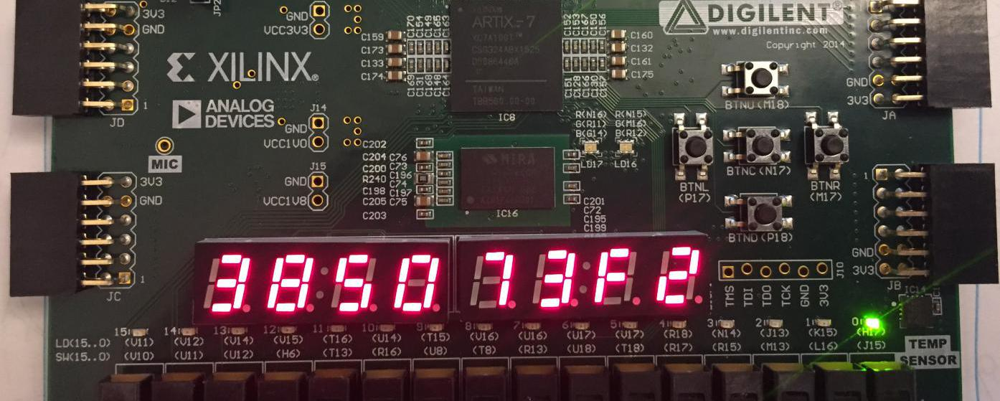 JP2
3V3
GND
JD
1
GND
VCC3V3
XILINX
ANALOG
DEVICES
MIC
J14
GND
VCC1V0
J15
GND
VCC1V8
3V3
GND
JC
1
C159
C173
C133
C174
C170
C154
C149
C165
C163
C169
C131
C168
C148
C164
XILINX
ARTIX-7
TAIWAN
IC8
C152
C153
C167
C150
C156
C151
C128
C166
C130
C157
C160
C132
C161
C175
DIGILENT
www.digilentinc.com
Copyright 2014
GND
3V3
JA
BTNU(M18)
BTNL
(P17)
BTNC(N17)
BTNR
(M17)
BTND(P18)
R(N16) R(N15)
G(R11) G(M16)
B(G14) B(R12)
LD17 LD16
C202
C204 C76
C200 C73
R240 C196
C74
C198 C197
C205 C75
C203
MIRA
IC16
C201
C72
C195
C199
1
GND
3V3
JB
385073F2
TMS TDI TDO TCK GND 3V3
J10
IC14
LD(15..0) 15 14 13 12 11 10 9 8 7 6 5 4 3 2 1 0
(V11) (V12) (V14) (V15) (T16) (U14) (T15) (V16) (U16) (U17) (V17) (R18) (N14) (J13) (K15) (H17)
SW(15..0) (V10) (U11) (U12) (H6) (T13) (R16) (U8) (T8) (R13) (U18) (T18) (R17) (R15) (M13) (L16) (J15)
TEMP
SENSOR